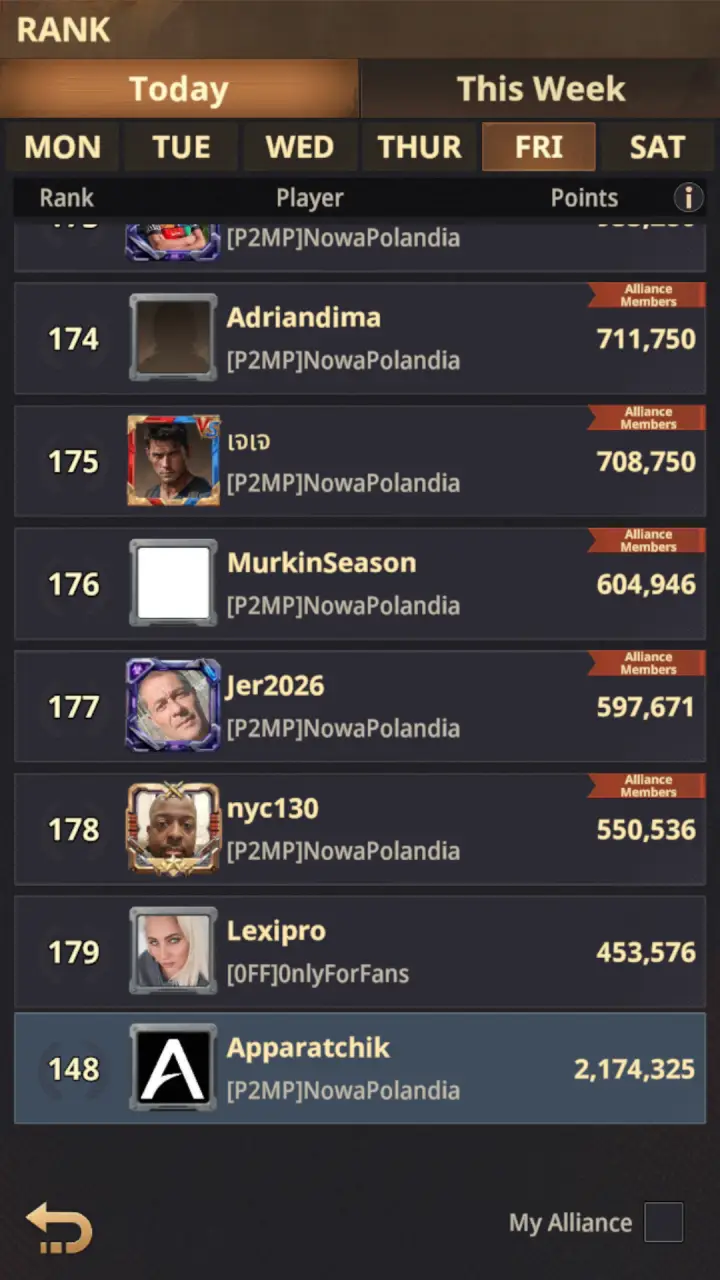 RANK
Today
This Week
MON TUE WED THUR FRI SAT
Rank Player Points
[P2MP]NowaPolandia
Alliance Members
174
Adriandima
[P2MP]NowaPolandia
711,750
Alliance Members
175
เจเจ
[P2MP]NowaPolandia
708,750
Alliance Members
176
MurkinSeason
[P2MP]NowaPolandia
604,946
Alliance Members
177
Jer2026
[P2MP]NowaPolandia
597,671
Alliance Members
178
nyc130
[P2MP]NowaPolandia
550,536
179
Lexipro
[0FF]0nlyForFans
453,576
148
Apparatchik
[P2MP]NowaPolandia
2,174,325
My Alliance